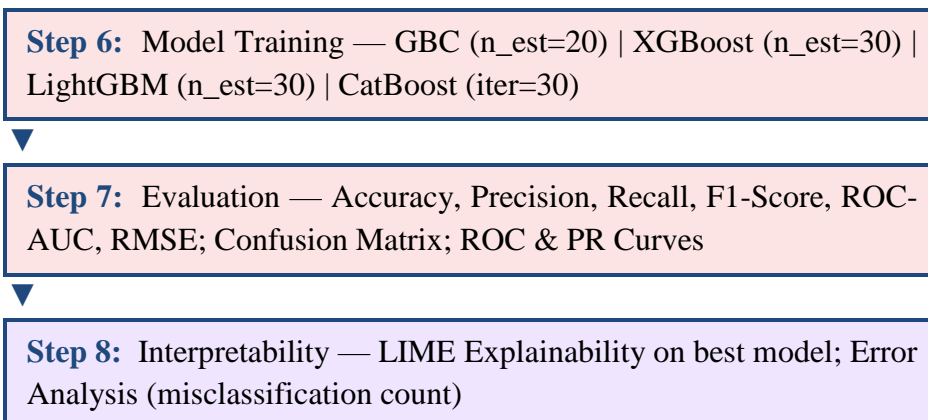 Step 6: Model Training — GBC (n_est=20) | XGBoost (n_est=30) |
LightGBM (n_est=30) | CatBoost (iter=30)
▼
Step 7: Evaluation — Accuracy, Precision, Recall, F1-Score, ROC-
AUC, RMSE; Confusion Matrix; ROC & PR Curves
▼
Step 8: Interpretability — LIME Explainability on best model; Error
Analysis (misclassification count)